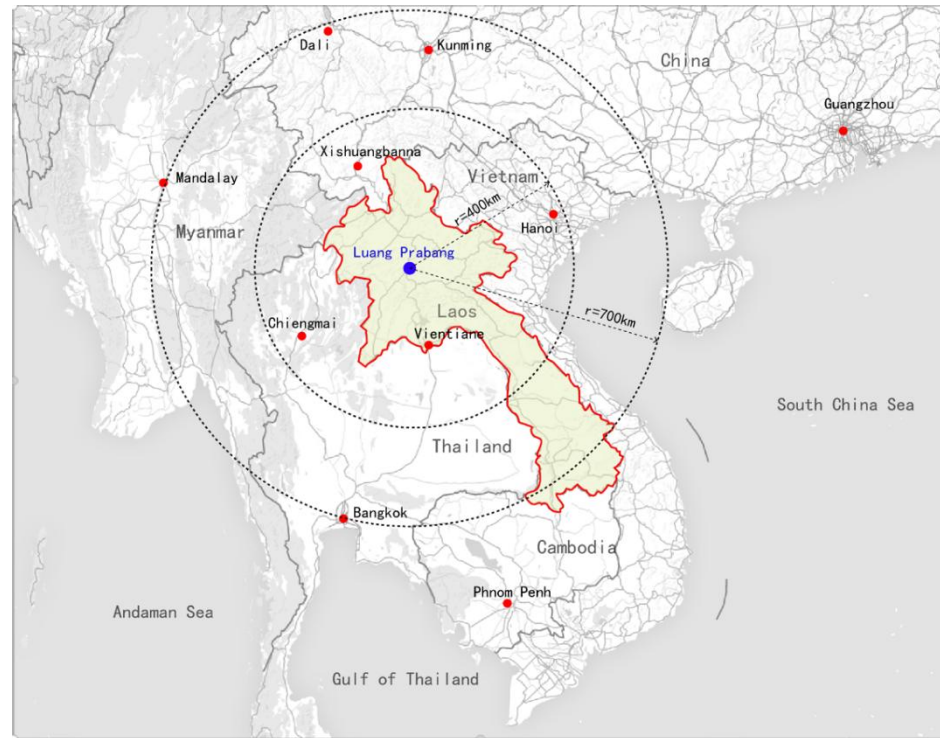 Dali
Kunming
China
Guangzhou
Xishuangbanna
Mandalay
Vietnam
r=400km
Hanoi
Myanmar
Luang Prabang
Laos
r=700km
Chiengmai
Vientiane
South China Sea
Thailand
Bangkok
Cambodia
Phnom Penh
Andaman Sea
Gulf of Thailand